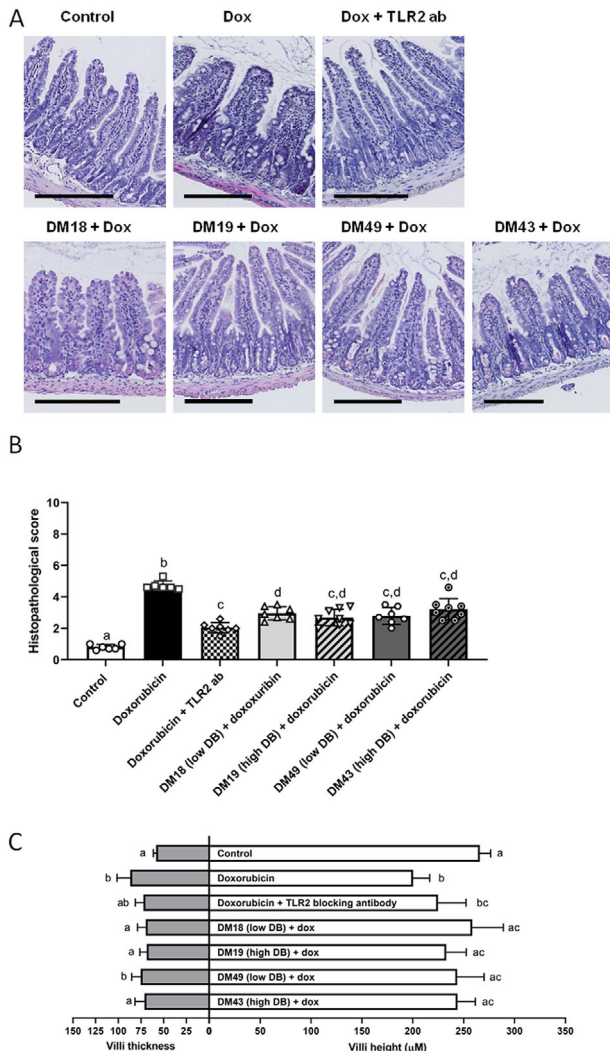 A
Control
Dox
Dox + TLR2 ab
DM18 + Dox
DM19 + Dox
DM49 + Dox
DM43 + Dox
B
Histopathological score
10
8
6
4
2
0
a
b
c
d
c,d
c,d
c,d
Control
Doxorubicin
Doxorubicin + TLR2 ab
DM18 (low DB) + doxoxuribin
DM19 (high DB) + doxorubicin
DM49 (low DB) + doxorubicin
DM43 (high DB) + doxorubicin
C
a Control a
b Doxorubicin b
ab Doxorubicin + TLR2 blocking antibody bc
a DM18 (low DB) + dox ac
a DM19 (high DB) + dox ac
b DM49 (low DB) + dox ac
a DM43 (high DB) + dox ac
150 125 100 75 50 25 0 50 100 150 200 250 300 350
Villi thickness Villi height (μM)